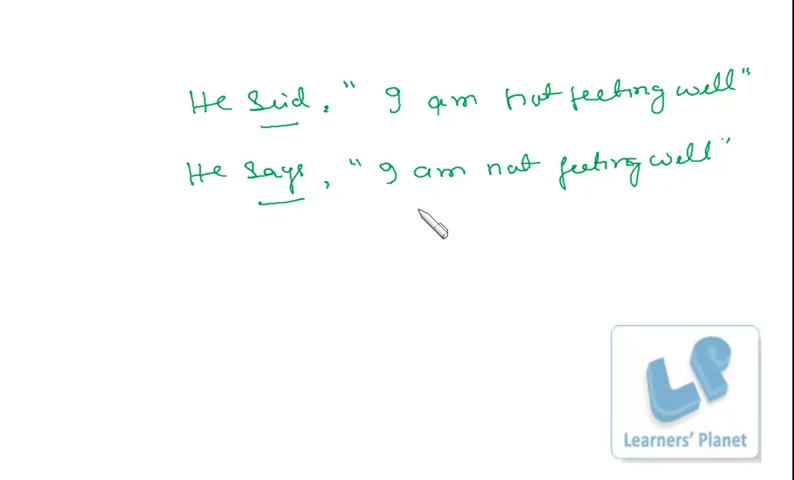 He Said, " I am not feeling well"
He Says, " I am not feeling well"
LP
Learners' Planet